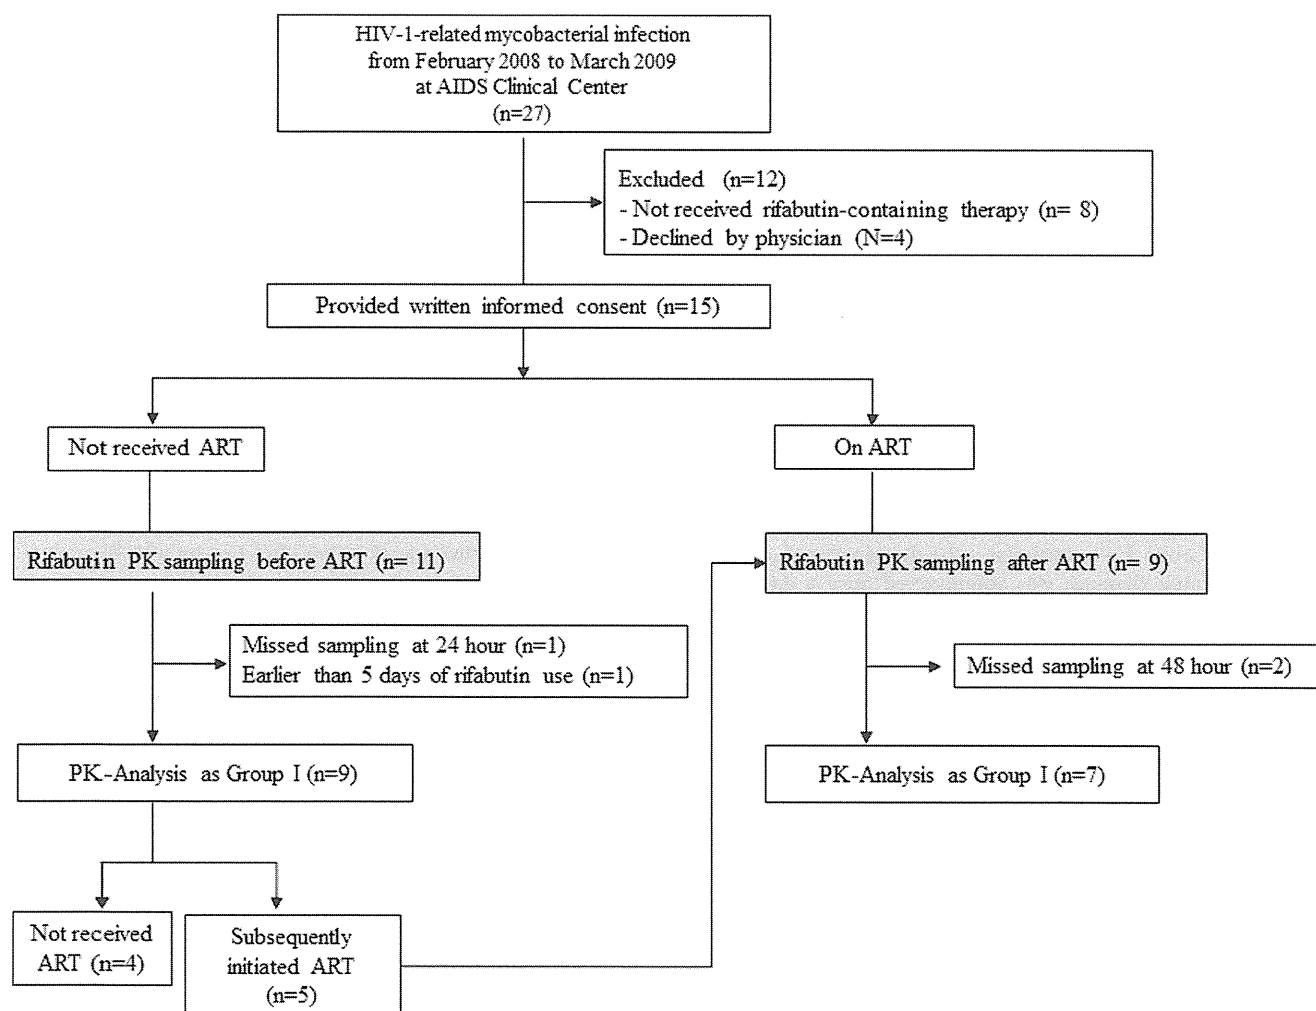 HIV-1-related mycobacterial infection
from February 2008 to March 2009
at AIDS Clinical Center
(n=27)
Excluded (n=12)
- Not received rifabutin-containing therapy (n= 8)
- Declined by physician (N=4)
Provided written informed consent (n=15)
Not received ART
On ART
Rifabutin PK sampling before ART (n= 11)
Rifabutin PK sampling after ART (n= 9)
Missed sampling at 24 hour (n=1)
Earlier than 5 days of rifabutin use (n=1)
Missed sampling at 48 hour (n=2)
PK-Analysis as Group I (n=9)
PK-Analysis as Group I (n=7)
Not received
ART (n=4)
Subsequently
initiated ART
(n=5)